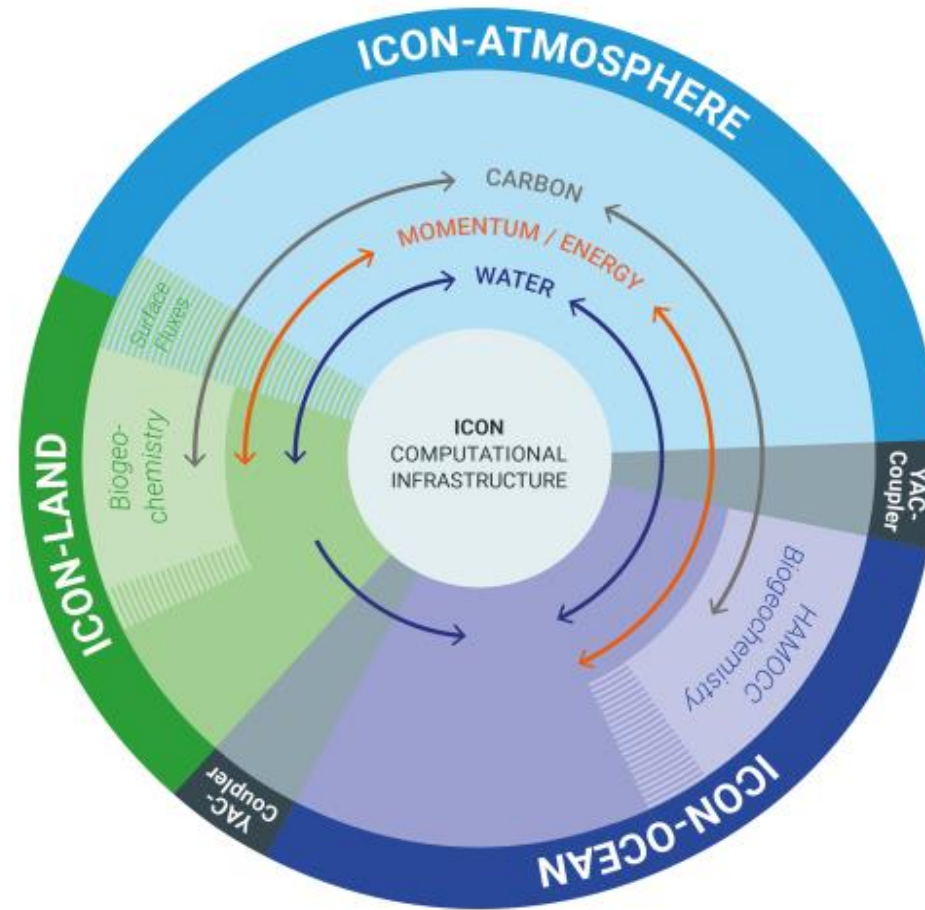 ICON-ATMOSPHERE
CARBON
MOMENTUM / ENERGY
WATER
Surface
Fluxes
ICON
COMPUTATIONAL
INFRASTRUCTURE
Biogeo-
chemistry
ICON-LAND
YAC-
Coupler
HAMOCC
Biogeochemistry
YAC-
Coupler
ICON-OCEAN